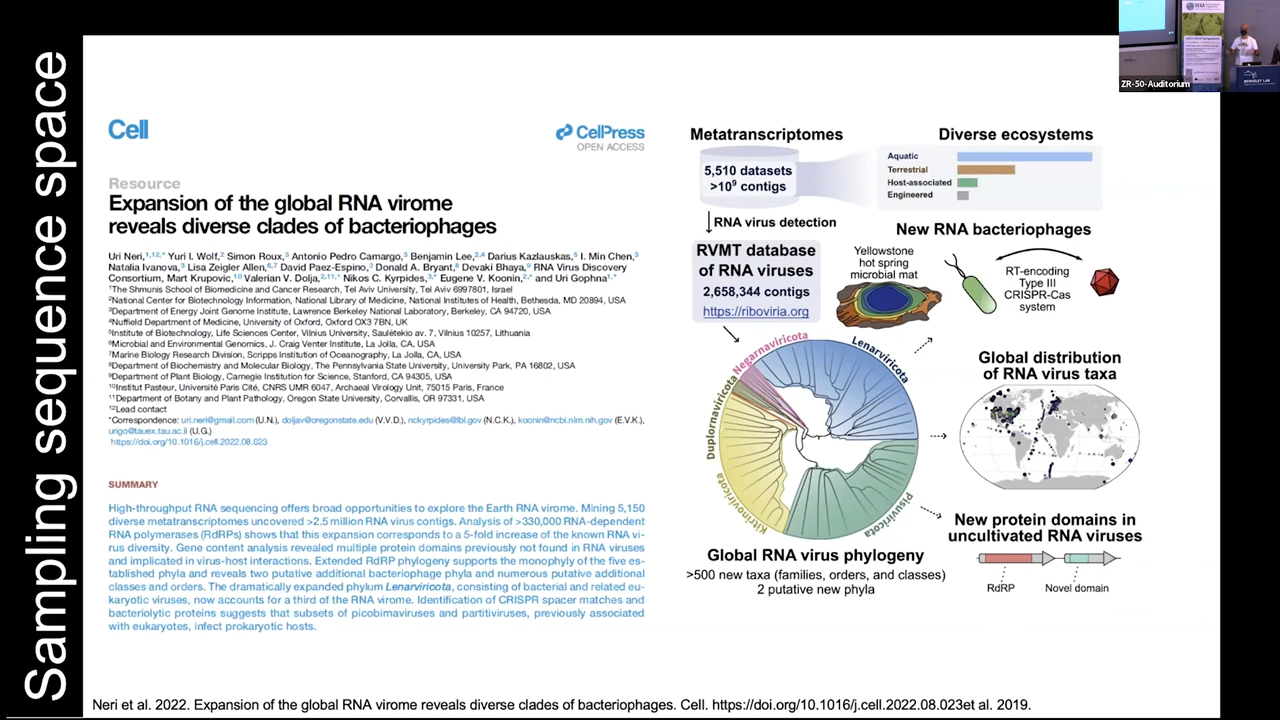 Sampling sequence space
Cell
CellPress
OPEN ACCESS
Resource
Expansion of the global RNA virome
reveals diverse clades of bacteriophages
Uri Neri,1,12,* Yuri I. Wolf,2 Simon Roux,3 Antonio Pedro Camargo,3 Benjamin Lee,2,4 Darius Kazlauskas,5 I. Min Chen,3
Natalia Ivanova,3 Lisa Zeigler Allen,6,7 David Paez-Espino,3 Donald A. Bryant,8 Devaki Bhaya,9 RNA Virus Discovery
Consortium, Mart Krupovic,10 Valerian V. Dolja,2,11,* Nikos C. Kyrpides,3,* Eugene V. Koonin,2,* and Uri Gophna1,*
1The Shmunis School of Biomedicine and Cancer Research, Tel Aviv University, Tel Aviv 6997801, Israel
2National Center for Biotechnology Information, National Library of Medicine, National Institutes of Health, Bethesda, MD 20894, USA
3Department of Energy Joint Genome Institute, Lawrence Berkeley National Laboratory, Berkeley, CA 94720, USA
4Nuffield Department of Medicine, University of Oxford, Oxford OX3 7BN, UK
5Institute of Biotechnology, Life Sciences Center, Vilnius University, Saulėtekio av. 7, Vilnius 10257, Lithuania
6Microbial and Environmental Genomics, J. Craig Venter Institute, La Jolla, CA, USA
7Marine Biology Research Division, Scripps Institution of Oceanography, La Jolla, CA, USA
8Department of Biochemistry and Molecular Biology, The Pennsylvania State University, University Park, PA 16802, USA
9Department of Plant Biology, Carnegie Institution for Science, Stanford, CA 94305, USA
10Institut Pasteur, Université Paris Cité, CNRS UMR 6047, Archaeal Virology Unit, 75015 Paris, France
11Department of Botany and Plant Pathology, Oregon State University, Corvallis, OR 97331, USA
12Lead contact
*Correspondence: uri.neri@gmail.com (U.N.), doljav@oregonstate.edu (V.V.D.), nckyrpides@lbl.gov (N.C.K.), koonin@ncbi.nlm.nih.gov (E.V.K.),
urigo@tauex.tau.ac.il (U.G.)
https://doi.org/10.1016/j.cell.2022.08.023
SUMMARY
High-throughput RNA sequencing offers broad opportunities to explore the Earth RNA virome. Mining 5,150
diverse metatranscriptomes uncovered >2.5 million RNA virus contigs. Analysis of >330,000 RNA-dependent
RNA polymerases (RdRPs) shows that this expansion corresponds to a 5-fold increase of the known RNA vi-
rus diversity. Gene content analysis revealed multiple protein domains previously not found in RNA viruses
and implicated in virus-host interactions. Extended RdRP phylogeny supports the monophyly of the five es-
tablished phyla and reveals two putative additional bacteriophage phyla and numerous putative additional
classes and orders. The dramatically expanded phylum Lenarviricota, consisting of bacterial and related eu-
karyotic viruses, now accounts for a third of the RNA virome. Identification of CRISPR spacer matches and
bacteriolytic proteins suggests that subsets of picobirnaviruses and partitiviruses, previously associated
with eukaryotes, infect prokaryotic hosts.
Metatranscriptomes
5,510 datasets
>10⁹ contigs
Diverse ecosystems
Aquatic
Terrestrial
Host-associated
Engineered
RNA virus detection
RVMT database
of RNA viruses
2,658,344 contigs
https://riboviria.org
New RNA bacteriophages
Yellowstone
hot spring
microbial mat
RT-encoding
Type III
CRISPR-Cas
system
Negarnaviricota
Lenarviricota
Duplornaviricota
Kitrinoviricota
Pisuviricota
Global distribution
of RNA virus taxa
Global RNA virus phylogeny
>500 new taxa (families, orders, and classes)
2 putative new phyla
New protein domains in
uncultivated RNA viruses
RdRP
Novel domain
Neri et al. 2022. Expansion of the global RNA virome reveals diverse clades of bacteriophages. Cell. https://doi.org/10.1016/j.cell.2022.08.023et al. 2019.
ZR-50-Auditorium
BERKELEY LAB